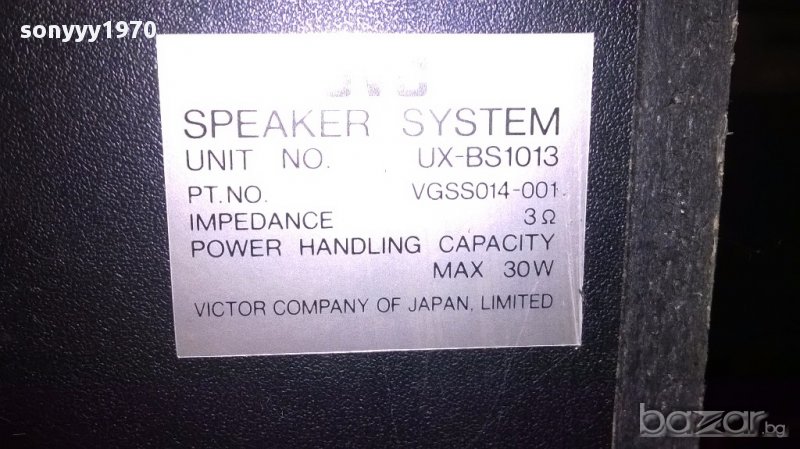 sonyyy1970
JVC
SPEAKER SYSTEM
UNIT NO. UX-BS1013
PT.NO. VGSS014-001
IMPEDANCE 3Ω
POWER HANDLING CAPACITY
MAX 30W
VICTOR COMPANY OF JAPAN, LIMITED
bazar.bg